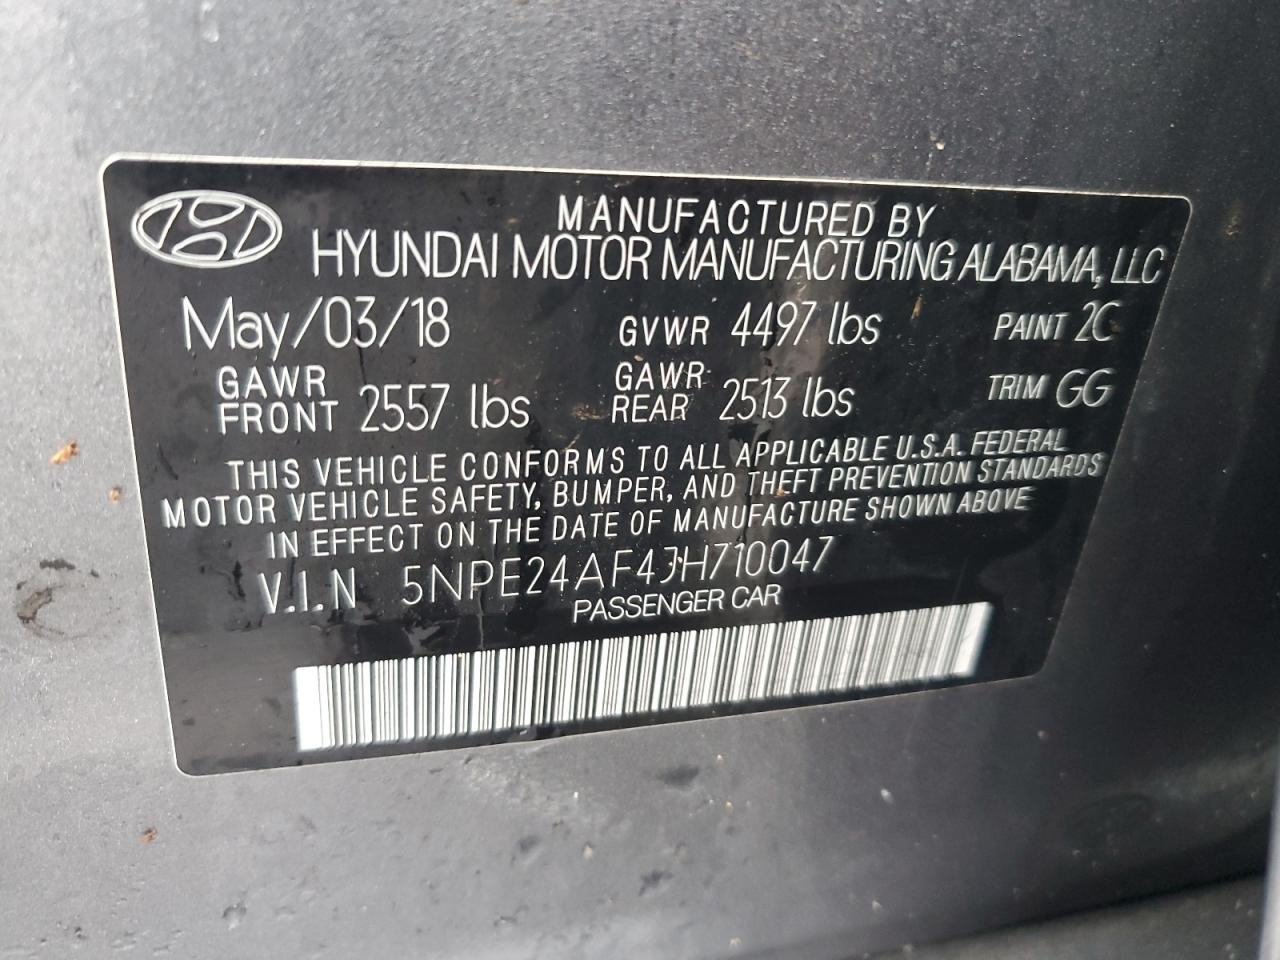 MANUFACTURED BY
HYUNDAI MOTOR MANUFACTURING ALABAMA, LLC
May/03/18 GVWR 4497 lbs PAINT 2C
GAWR FRONT 2557 lbs GAWR REAR 2513 lbs TRIM GG
THIS VEHICLE CONFORMS TO ALL APPLICABLE U.S.A. FEDERAL
MOTOR VEHICLE SAFETY, BUMPER, AND THEFT PREVENTION STANDARDS
IN EFFECT ON THE DATE OF MANUFACTURE SHOWN ABOVE
V.I.N 5NPE24AF4JH710047
PASSENGER CAR